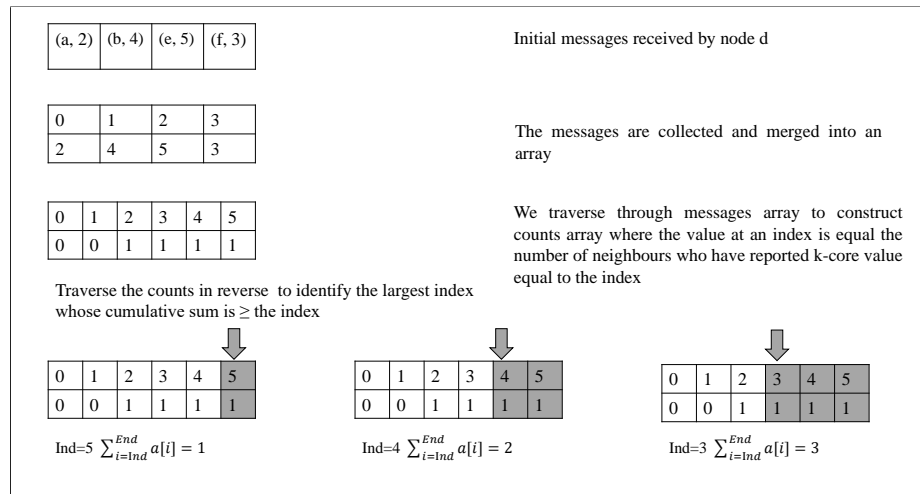 (a, 2) (b, 4) (e, 5) (f, 3)
Initial messages received by node d
0 1 2 3
2 4 5 3
The messages are collected and merged into an
array
0 1 2 3 4 5
0 0 1 1 1 1
We traverse through messages array to construct
counts array where the value at an index is equal the
number of neighbours who have reported k-core value
equal to the index
Traverse the counts in reverse to identify the largest index
whose cumulative sum is ≥ the index
0 1 2 3 4 5
0 0 1 1 1 1
Ind=5 ∑_{i=Ind}^{End} a[i] = 1
0 1 2 3 4 5
0 0 1 1 1 1
Ind=4 ∑_{i=Ind}^{End} a[i] = 2
0 1 2 3 4 5
0 0 1 1 1 1
Ind=3 ∑_{i=Ind}^{End} a[i] = 3